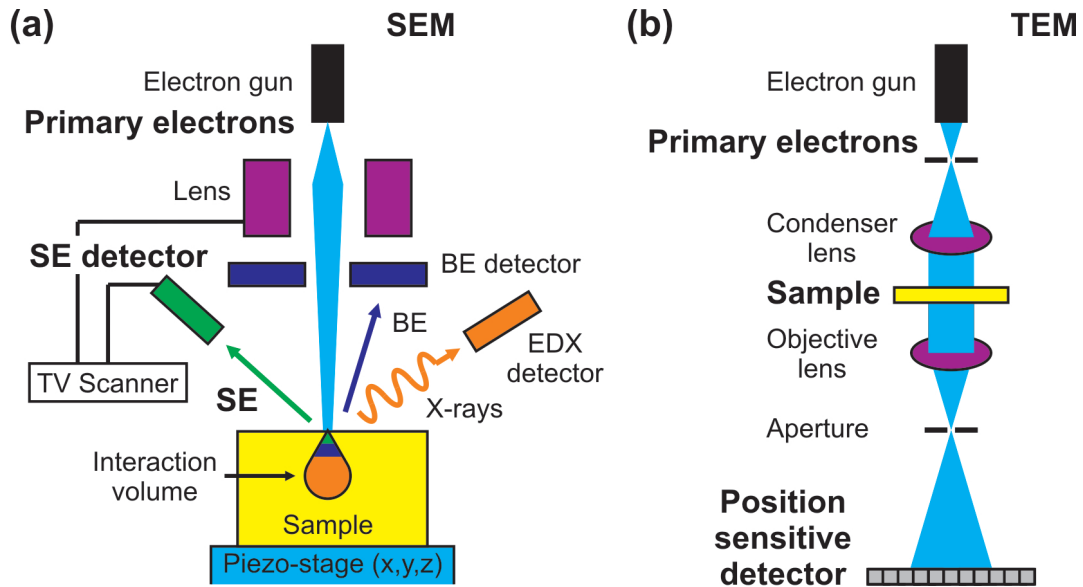 (a)
SEM
Electron gun
Primary electrons
Lens
SE detector
BE detector
BE
EDX
detector
TV Scanner
SE
X-rays
Interaction
volume
Sample
Piezo-stage (x,y,z)
(b)
TEM
Electron gun
Primary electrons
Condenser
lens
Sample
Objective
lens
Aperture
Position
sensitive
detector